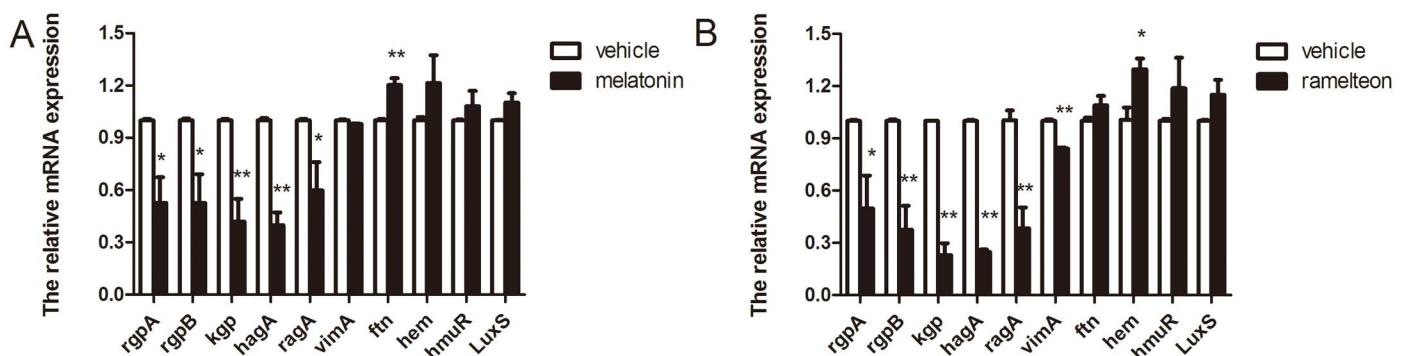 A
The relative mRNA expression
1.5
1.2
0.9
0.6
0.3
0.0
*
*
**
**
*
**
vehicle
melatonin
rgpA
rgpB
kgp
hagA
ragA
vimA
ftn
hem
hmuR
LuxS
B
The relative mRNA expression
1.5
1.2
0.9
0.6
0.3
0.0
*
**
**
**
**
**
*
vehicle
ramelteon
rgpA
rgpB
kgp
hagA
ragA
vimA
ftn
hem
hmuR
LuxS